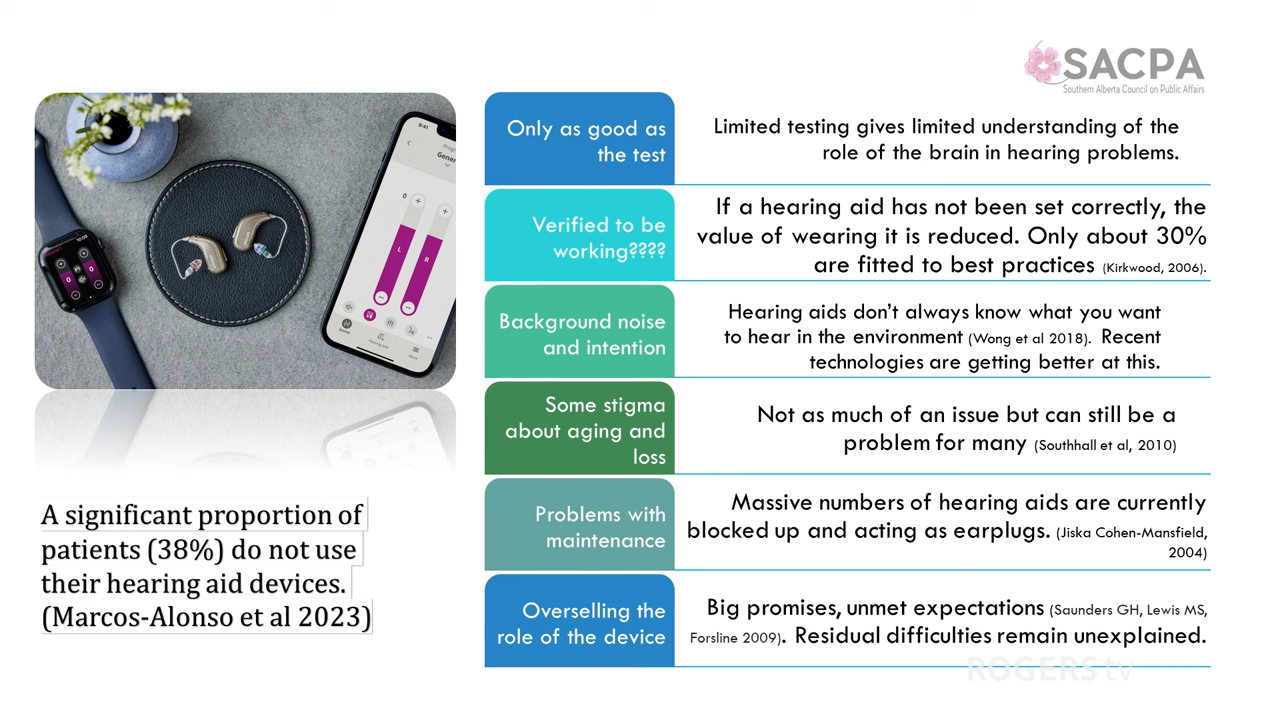 SACPA
Southern Alberta Council on Public Affairs
9:41
Gener
0
L
R
0
0
A significant proportion of
patients (38%) do not use
their hearing aid devices.
(Marcos-Alonso et al 2023)
Only as good as
the test
Limited testing gives limited understanding of the
role of the brain in hearing problems.
Verified to be
working????
If a hearing aid has not been set correctly, the
value of wearing it is reduced. Only about 30%
are fitted to best practices (Kirkwood, 2006).
Background noise
and intention
Hearing aids don't always know what you want
to hear in the environment (Wong et al 2018). Recent
technologies are getting better at this.
Some stigma
about aging and
loss
Not as much of an issue but can still be a
problem for many (Southhall et al, 2010)
Problems with
maintenance
Massive numbers of hearing aids are currently
blocked up and acting as earplugs. (Jiska Cohen-Mansfield,
2004)
Overselling the
role of the device
Big promises, unmet expectations (Saunders GH, Lewis MS,
Forsline 2009). Residual difficulties remain unexplained.
ROGERS tv